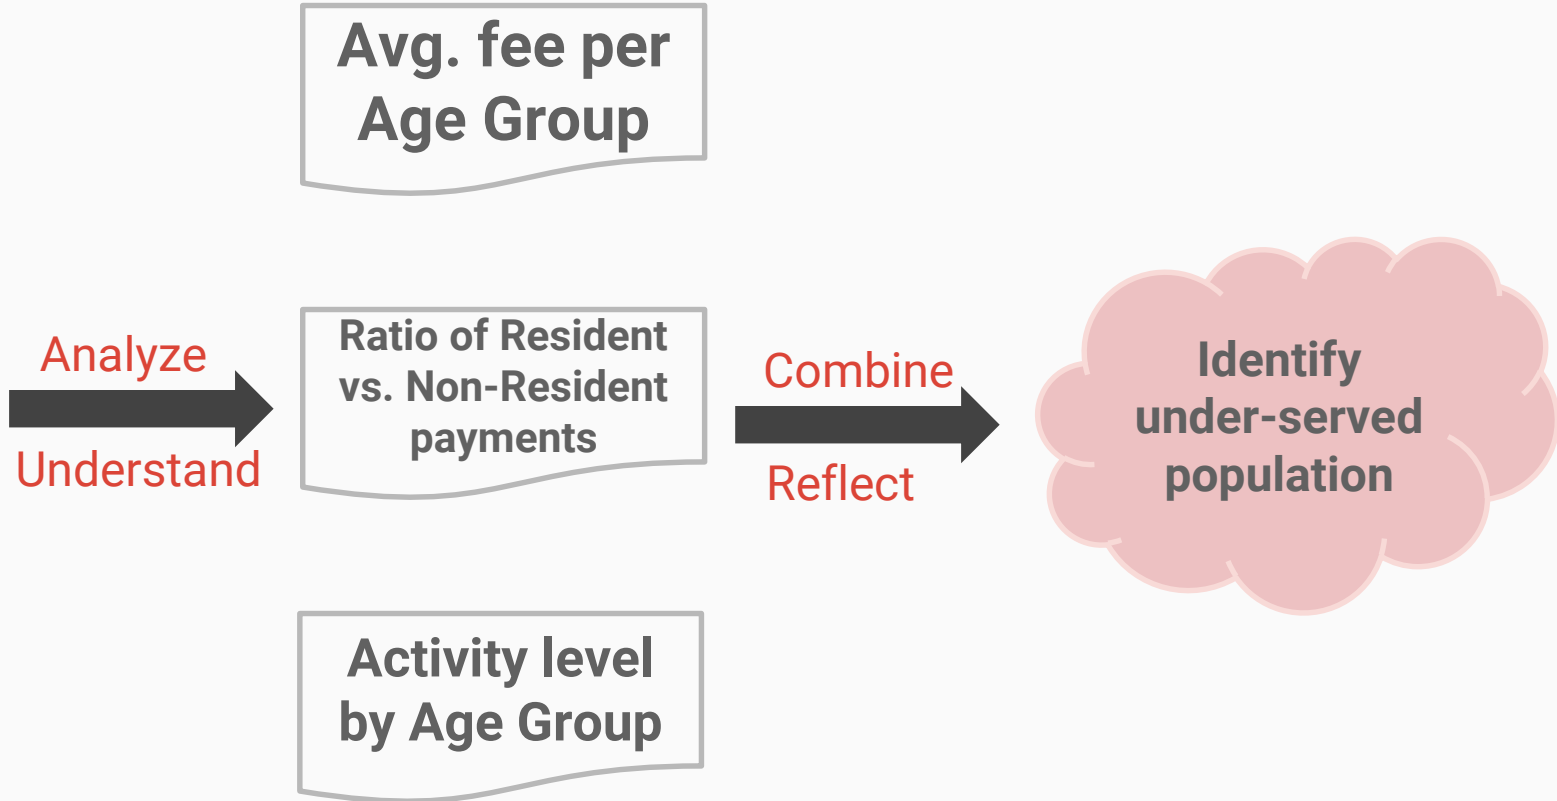 Avg. fee per
Age Group
Analyze
Understand
Ratio of Resident
vs. Non-Resident
payments
Combine
Reflect
Identify
under-served
population
Activity level
by Age Group